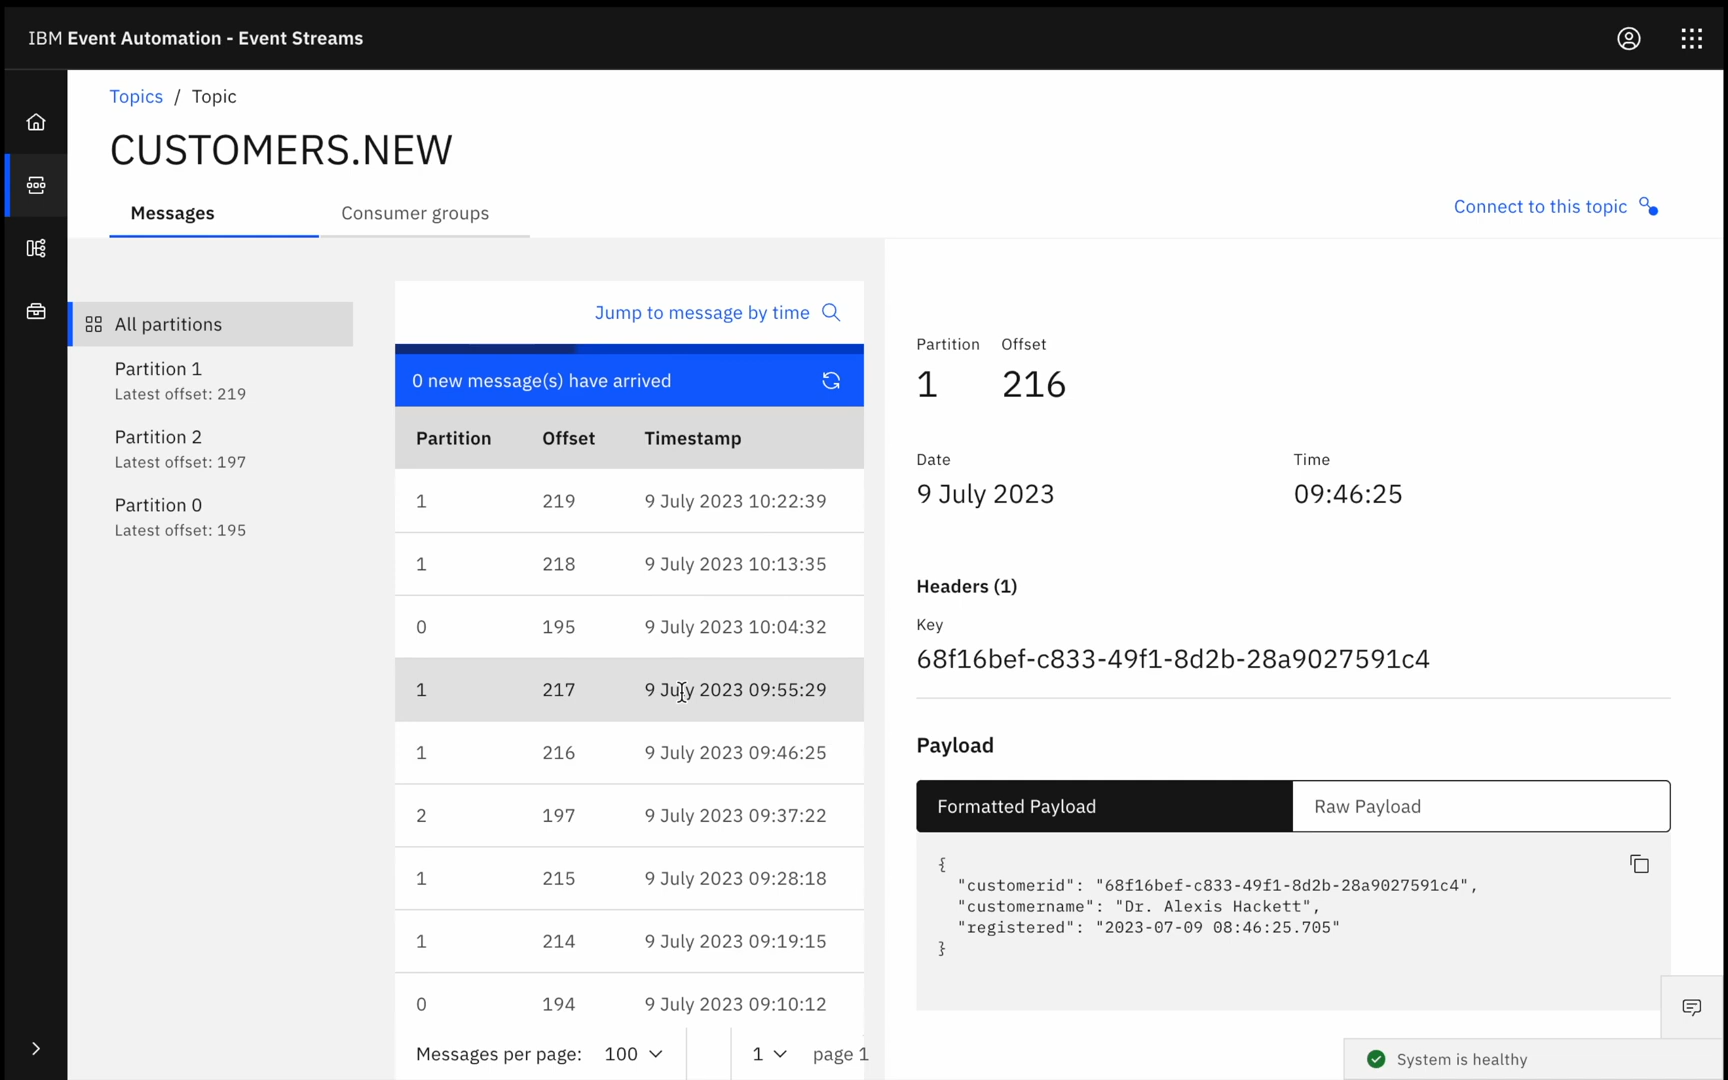 IBM Event Automation - Event Streams
Topics / Topic
CUSTOMERS.NEW
Messages
Consumer groups
Connect to this topic
All partitions
Partition 1
Latest offset: 219
Partition 2
Latest offset: 197
Partition 0
Latest offset: 195
Jump to message by time
0 new message(s) have arrived
Partition Offset Timestamp
1 219 9 July 2023 10:22:39
1 218 9 July 2023 10:13:35
0 195 9 July 2023 10:04:32
1 217 9 July 2023 09:55:29
1 216 9 July 2023 09:46:25
2 197 9 July 2023 09:37:22
1 215 9 July 2023 09:28:18
1 214 9 July 2023 09:19:15
0 194 9 July 2023 09:10:12
Messages per page: 100 1 page 1
Partition Offset
1 216
Date Time
9 July 2023 09:46:25
Headers (1)
Key
68f16bef-c833-49f1-8d2b-28a9027591c4
Payload
Formatted Payload Raw Payload
{
"customerid": "68f16bef-c833-49f1-8d2b-28a9027591c4",
"customername": "Dr. Alexis Hackett",
"registered": "2023-07-09 08:46:25.705"
}
System is healthy